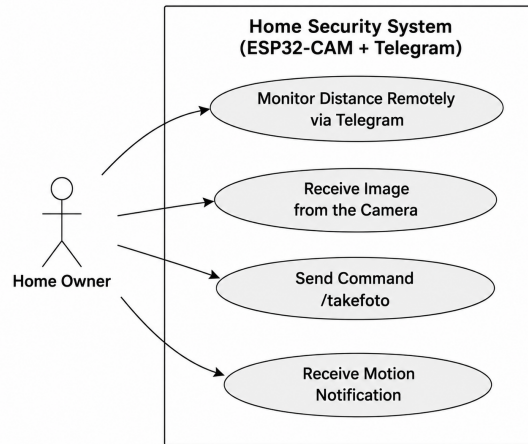 Home Security System
(ESP32-CAM + Telegram)
Monitor Distance Remotely
via Telegram
Receive Image
from the Camera
Home Owner
Send Command
/takefoto
Receive Motion
Notification